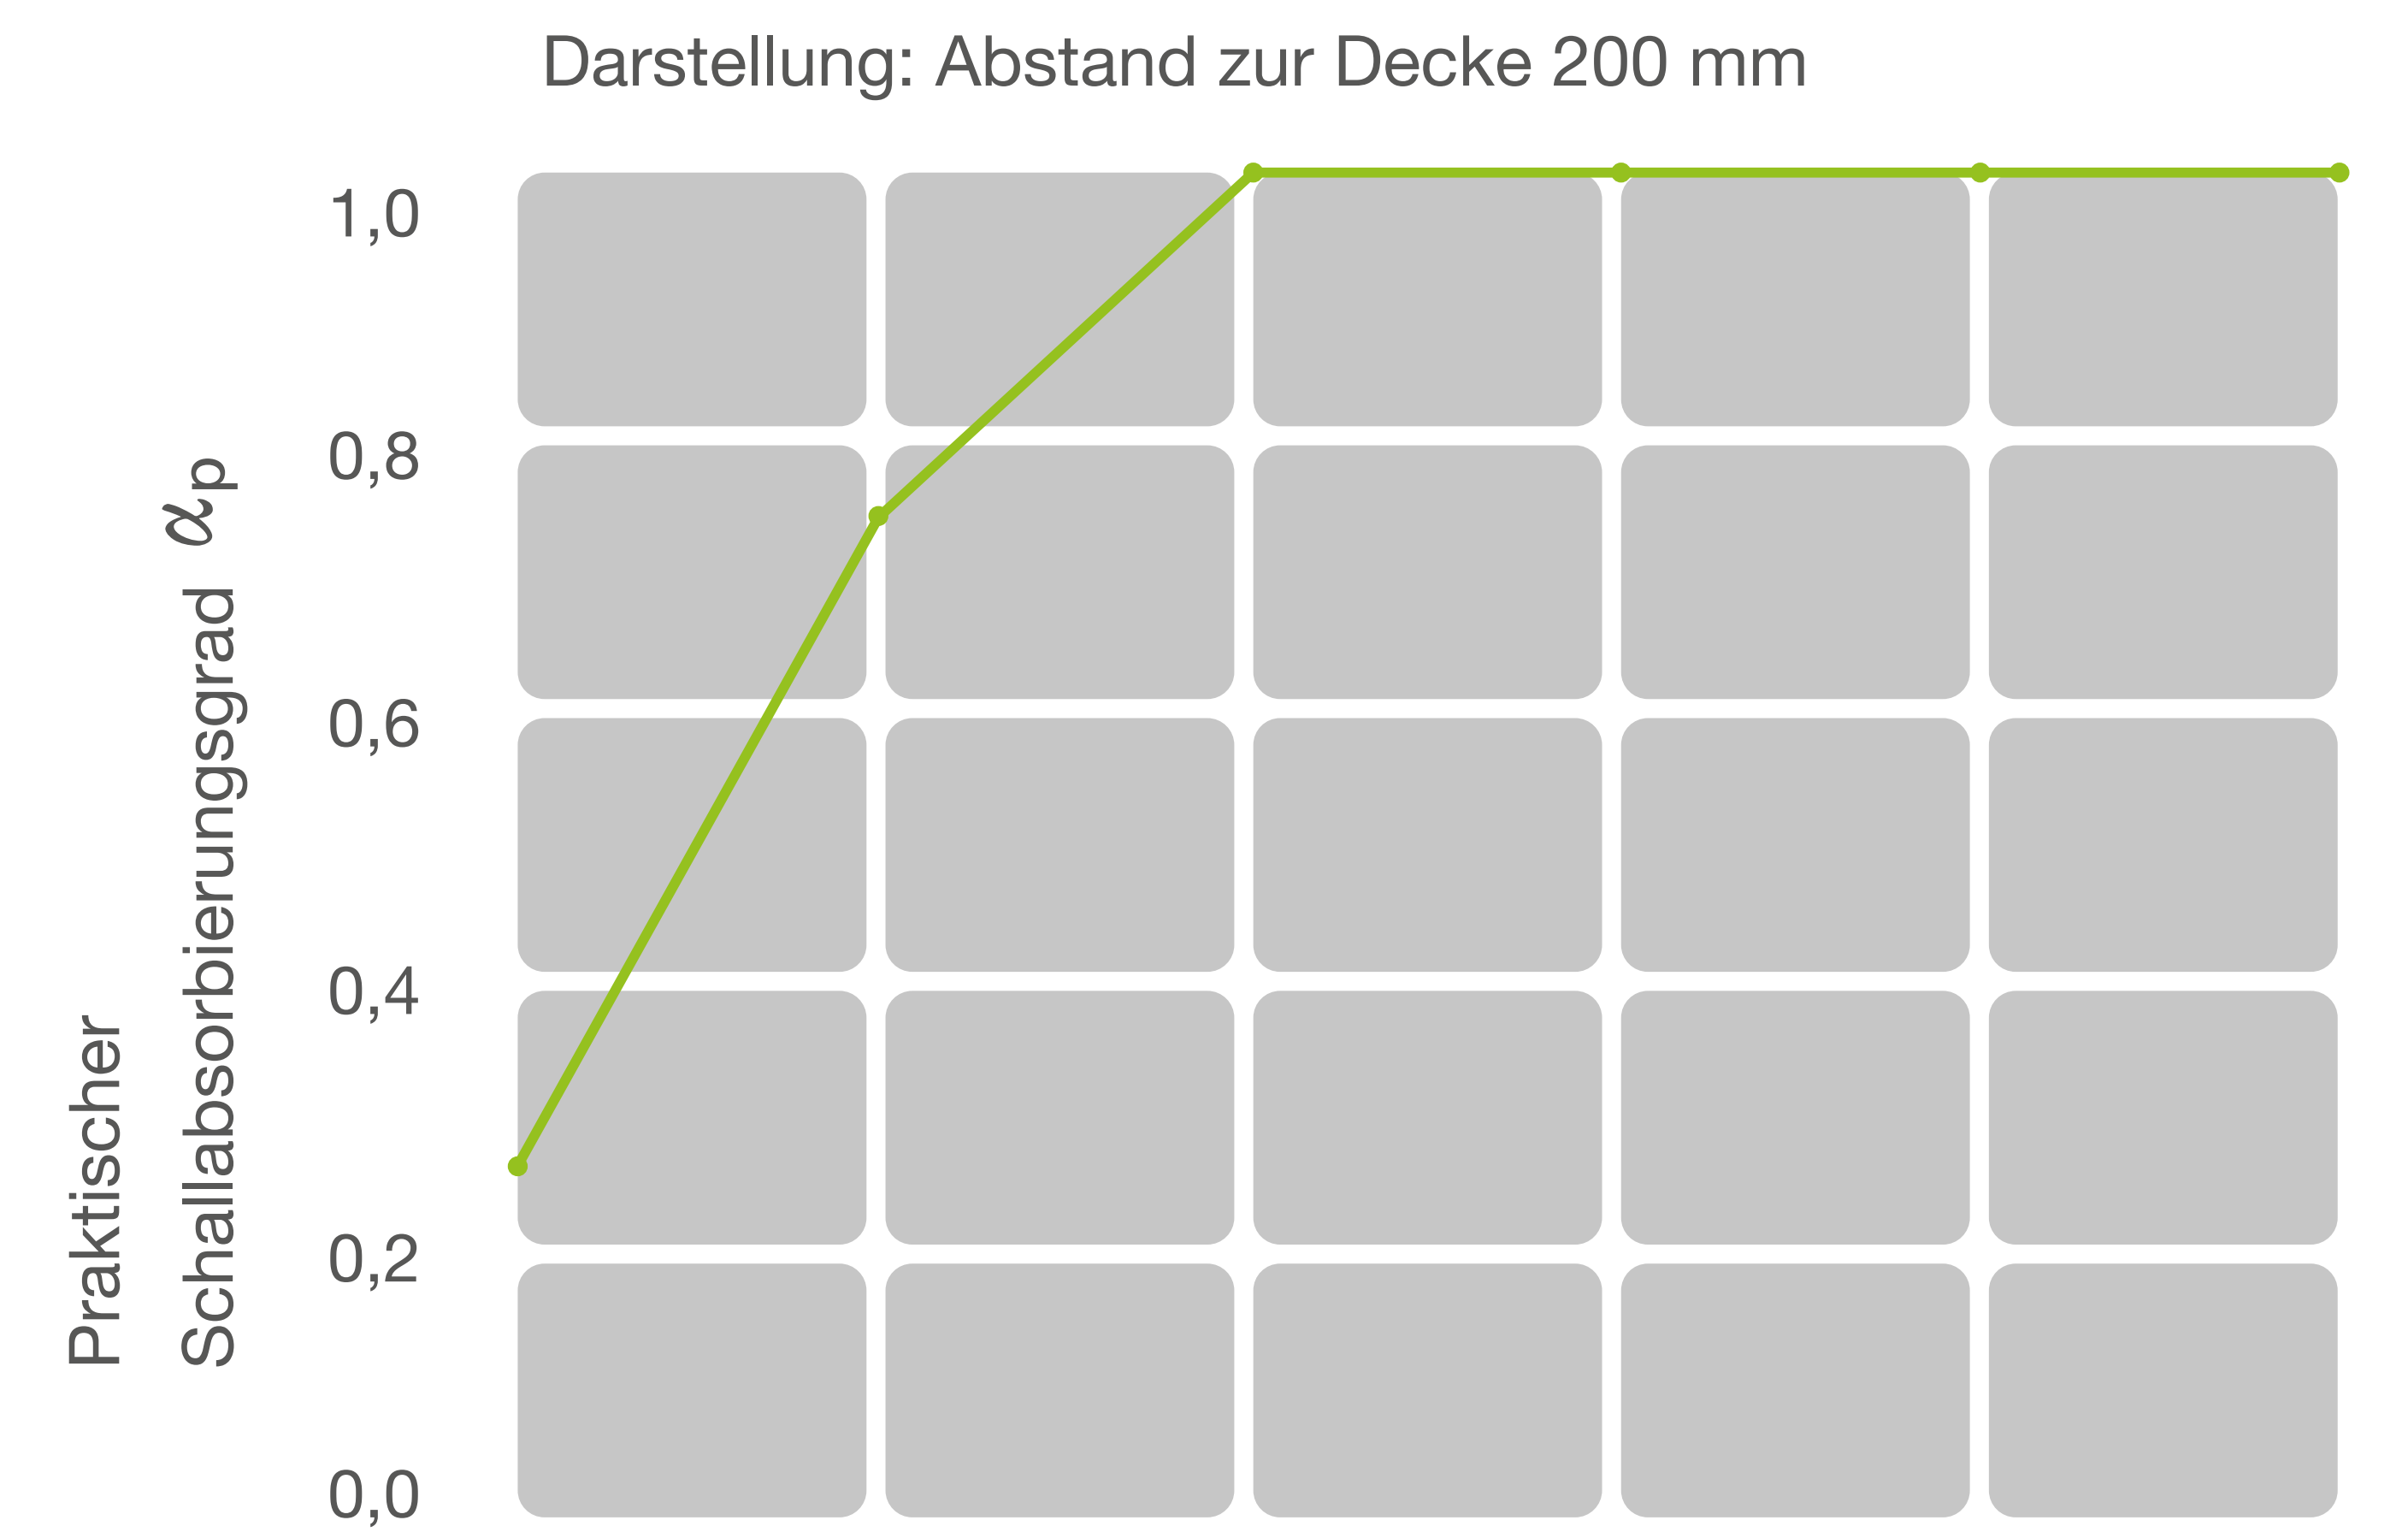 Darstellung: Abstand zur Decke 200 mm
Praktischer
Schallabsorbierungsgrad αp
1,0
0,8
0,6
0,4
0,2
0,0